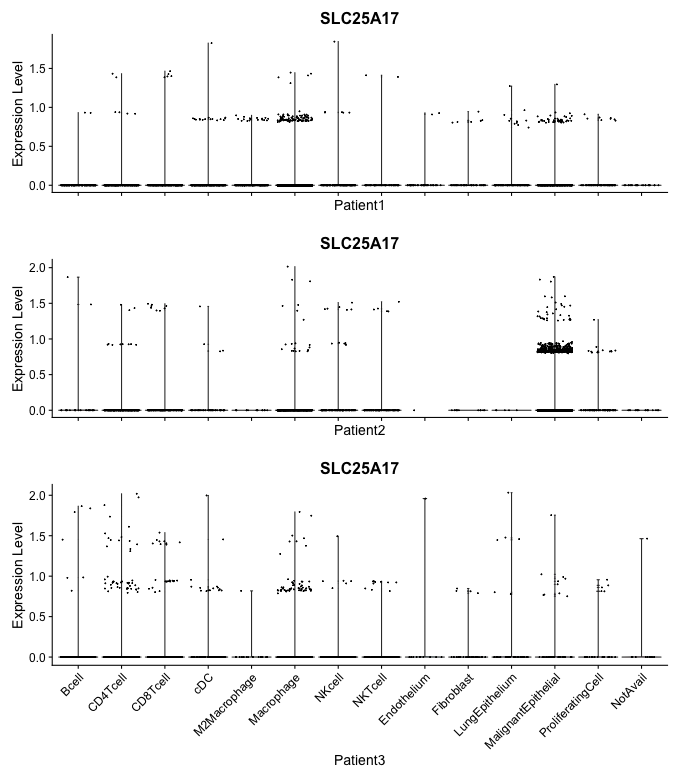 SLC25A17
Expression Level
1.5
1.0
0.5
0.0
Patient1
SLC25A17
Expression Level
2.0
1.5
1.0
0.5
0.0
Patient2
SLC25A17
Expression Level
2.0
1.5
1.0
0.5
0.0
Bcell
CD4Tcell
CD8Tcell
cDC
M2Macrophage
Macrophage
NKcell
NKTcell
Endothelium
Fibroblast
LungEpithelium
MalignantEpithelial
ProliferatingCell
NotAvail
Patient3